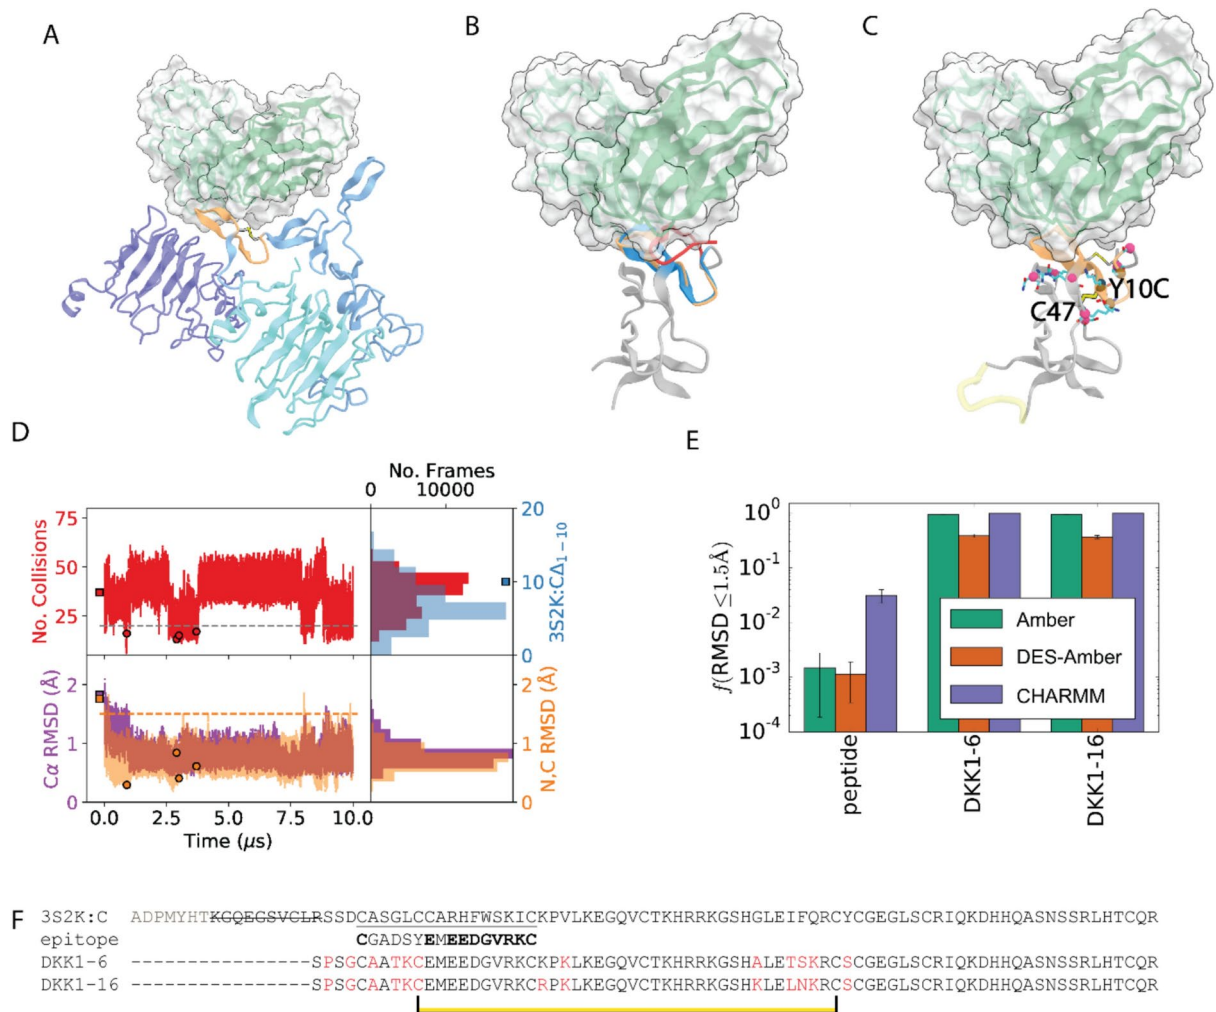 A
B
C
Y10C
C47
D
E
No. Frames
0 10000
75
50
25
No. Collisions
20
10
0
3S2K:CΔ1−10
2
1
0
Cα RMSD (Å)
2
1
0
N,C RMSD (Å)
0.0 2.5 5.0 7.5 10.0
Time (μs)
10^0
10^-1
10^-2
10^-3
10^-4
f(RMSD ≤1.5Å)
Amber
DES-Amber
CHARMM
peptide
DKK1-6
DKK1-16
F
3S2K:C ADPMYHTKGQEGSVCLRSSDCASGLCCARHFWSKICKPVLKEGQVCTKHRRKGSHGLEIFQRCYCGEGLSCRIQKDHHQASNSSRLHTCQR
epitope CGADSYEMEEDGVRKC
DKK1-6 ----------------SPSGCAATKCEMEEDGVRKCKPKLKEGQVCTKHRRKGSHALETSKRCSCGEGLSCRIQKDHHQASNSSRLHTCQR
DKK1-16 ----------------SPSGCAATKCEMEEDGVRKCRPKLKEGQVCTKHRRKGSHKLELNKRCSCGEGLSCRIQKDHHQASNSSRLHTCQR